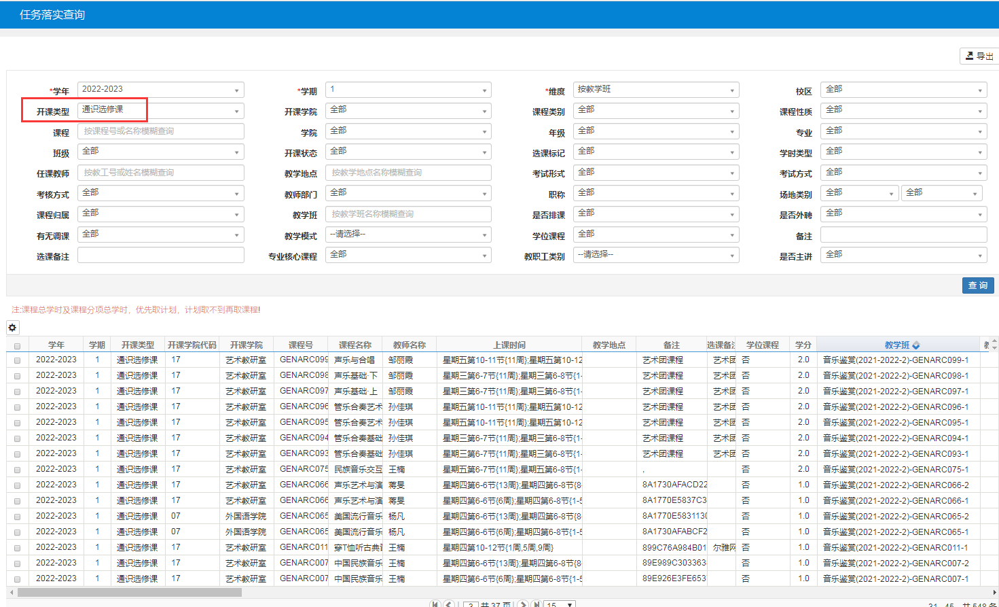 任务落实查询
导出
*学年 2022-2023 *学期 1 *维度 按教学班 校区 全部
开课类型 通识选修课 开课学院 全部 课程类别 全部 课程性质 全部
课程 按课程号或名称模糊查询 学院 全部 年级 全部 专业 全部
班级 全部 开课状态 全部 选课标记 全部 学时类型 全部
任课教师 按教工号或姓名模糊查询 教学地点 按教学地点名称模糊查询 考试形式 全部 考试方式 全部
考核方式 全部 教师部门 全部 职称 全部 场地类别 全部 全部
课程归属 全部 教学班 按教学班名称模糊查询 是否排课 全部 是否外聘 全部
有无调课 全部 教学模式 --请选择-- 学位课程 全部 备注
选课备注 专业核心课程 全部 教职工类别 --请选择-- 是否主讲 全部
查 询
注:课程总学时及课程分项总学时，优先取计划，计划取不到再取课程!
学年 学期 开课类型 开课学院代码 开课学院 课程号 课程名称 教师名称 上课时间 教学地点 备注 选课备注 学位课程 学分 教学班
2022-2023 1 通识选修课 17 艺术教研室 GENARC099 声乐与合唱 邹丽霞 星期五第10-11节{11周};星期五第10-12 艺术团课程 艺术团 否 2.0 音乐鉴赏(2021-2022-2)-GENARC099-1
2022-2023 1 通识选修课 17 艺术教研室 GENARC098 声乐基础·下 邹丽霞 星期三第6-7节{11周};星期三第6-8节{1- 艺术团课程 艺术团 否 2.0 音乐鉴赏(2021-2022-2)-GENARC098-1
2022-2023 1 通识选修课 17 艺术教研室 GENARC097 声乐基础·上 邹丽霞 星期三第6-7节{11周};星期三第6-8节{1- 艺术团课程 艺术团 否 2.0 音乐鉴赏(2021-2022-2)-GENARC097-1
2022-2023 1 通识选修课 17 艺术教研室 GENARC096 管乐合奏艺术 孙佳琪 星期五第10-11节{11周};星期五第10-12 艺术团课程 艺术团 否 2.0 音乐鉴赏(2021-2022-2)-GENARC096-1
2022-2023 1 通识选修课 17 艺术教研室 GENARC095 管乐合奏艺术 孙佳琪 星期五第10-11节{11周};星期五第10-12 艺术团课程 艺术团 否 2.0 音乐鉴赏(2021-2022-2)-GENARC095-1
2022-2023 1 通识选修课 17 艺术教研室 GENARC094 管乐合奏基础 孙佳琪 星期三第6-7节{11周};星期三第6-8节{1- 艺术团课程 艺术团 否 2.0 音乐鉴赏(2021-2022-2)-GENARC094-1
2022-2023 1 通识选修课 17 艺术教研室 GENARC093 管乐合奏基础 孙佳琪 星期三第6-7节{11周};星期三第6-8节{1- 艺术团课程 艺术团 否 2.0 音乐鉴赏(2021-2022-2)-GENARC093-1
2022-2023 1 通识选修课 17 艺术教研室 GENARC075 民族音乐交互 王楠 星期五第6-7节{11周};星期五第6-8节{1- , 否 2.0 音乐鉴赏(2021-2022-2)-GENARC075-1
2022-2023 1 通识选修课 17 艺术教研室 GENARC066 声乐艺术与演 蒋旻 星期四第6-6节{13周};星期四第6-8节{8- 8A1730AFACD22 否 1.0 音乐鉴赏(2021-2022-2)-GENARC066-2
2022-2023 1 通识选修课 17 艺术教研室 GENARC066 声乐艺术与演 蒋旻 星期四第6-6节{6周};星期四第6-8节{1-5 8A1770E5837C3 否 1.0 音乐鉴赏(2021-2022-2)-GENARC066-1
2022-2023 1 通识选修课 07 外国语学院 GENARC065 美国流行音乐 杨凡 星期四第6-6节{13周};星期四第6-8节{8- 8A1770E5831130 否 1.0 音乐鉴赏(2021-2022-2)-GENARC065-2
2022-2023 1 通识选修课 07 外国语学院 GENARC065 美国流行音乐 杨凡 星期四第6-6节{6周};星期四第6-8节{1-5 8A1730AFABCF2 否 1.0 音乐鉴赏(2021-2022-2)-GENARC065-1
2022-2023 1 通识选修课 17 艺术教研室 GENARC011 穿T恤听古典音 王楠 星期四第10-12节{1周,5周,9周} 899C76A984B01 尔雅网 否 1.0 音乐鉴赏(2021-2022-2)-GENARC011-1
2022-2023 1 通识选修课 17 艺术教研室 GENARC007 中国民族音乐 王楠 星期四第6-6节{13周};星期四第6-8节{8- 89E989C303363 否 1.0 音乐鉴赏(2021-2022-2)-GENARC007-2
2022-2023 1 通识选修课 17 艺术教研室 GENARC007 中国民族音乐 王楠 星期四第6-6节{6周};星期四第6-8节{1-5 89E926E3FE653 否 1.0 音乐鉴赏(2021-2022-2)-GENARC007-1
3 共 37 页 15 31 - 45 共 548 条